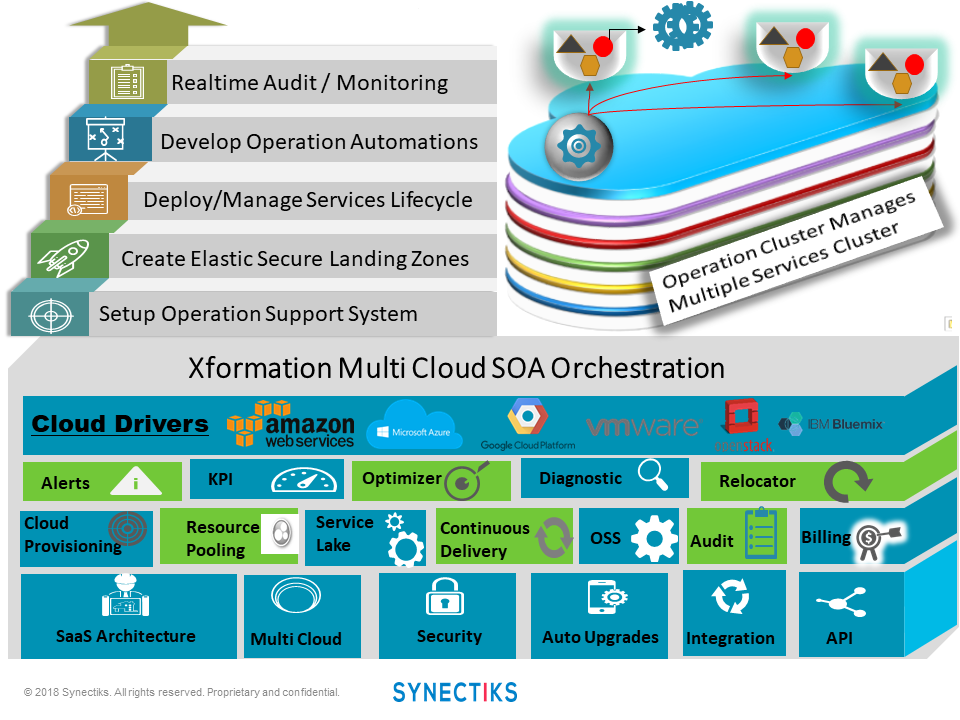 Realtime Audit / Monitoring
Develop Operation Automations
Deploy/Manage Services Lifecycle
Create Elastic Secure Landing Zones
Setup Operation Support System
Operation Cluster Manages
Multiple Services Cluster
Xformation Multi Cloud SOA Orchestration
Cloud Drivers
amazon
web services
Microsoft Azure
Google Cloud Platform
vmware
openstack
IBM Bluemix
Alerts
i
KPI
Optimizer
Diagnostic
Relocator
Cloud
Provisioning
Resource
Pooling
Service
Lake
Continuous
Delivery
OSS
Audit
Billing
$
SaaS Architecture
Multi Cloud
Security
Auto Upgrades
Integration
API
© 2018 Synectiks. All rights reserved. Proprietary and confidential.
SYNECTIKS